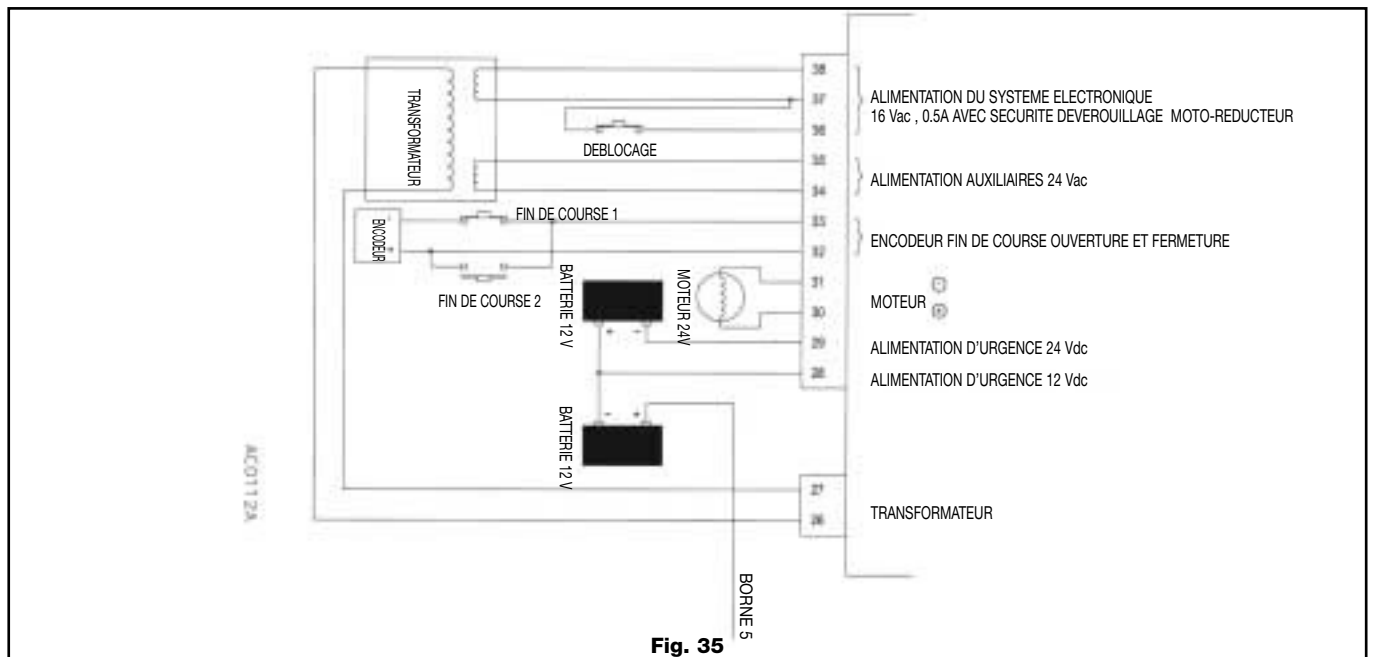 TRANSFORMATEUR
38
37
36
35
34
33
32
31
30
29
28
27
26
ALIMENTATION DU SYSTEME ELECTRONIQUE
16 Vac , 0.5A AVEC SECURITE DEVEROUILLAGE MOTO-REDUCTEUR
DEBLOCAGE
ALIMENTATION AUXILIAIRES 24 Vac
ENCODEUR
FIN DE COURSE 1
ENCODEUR FIN DE COURSE OUVERTURE ET FERMETURE
FIN DE COURSE 2
BATTERIE 12 V
+ -
MOTEUR 24V
MOTEUR
ALIMENTATION D'URGENCE 24 Vdc
ALIMENTATION D'URGENCE 12 Vdc
BATTERIE 12 V
- +
AC0112A
TRANSFORMATEUR
BORNE 5
Fig. 35